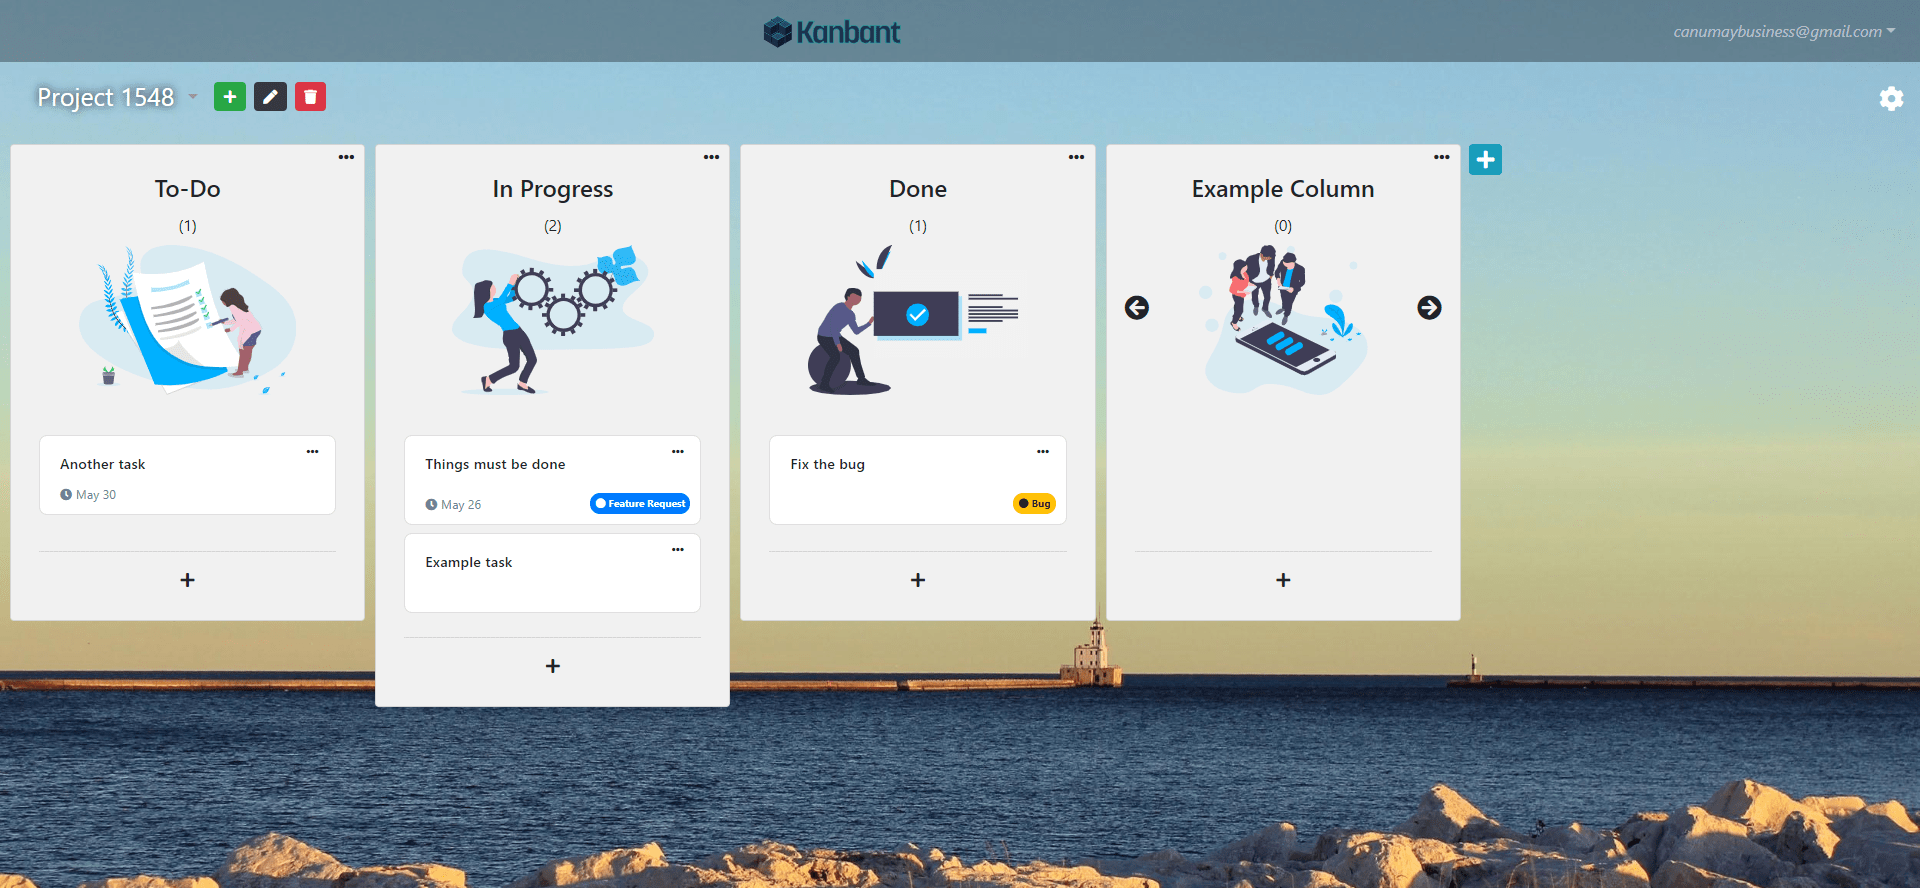 Kanbant
canumaybusiness@gmail.com
Project 1548
To-Do
(1)
Another task
May 30
In Progress
(2)
Things must be done
May 26
Feature Request
Example task
Done
(1)
Fix the bug
Bug
Example Column
(0)